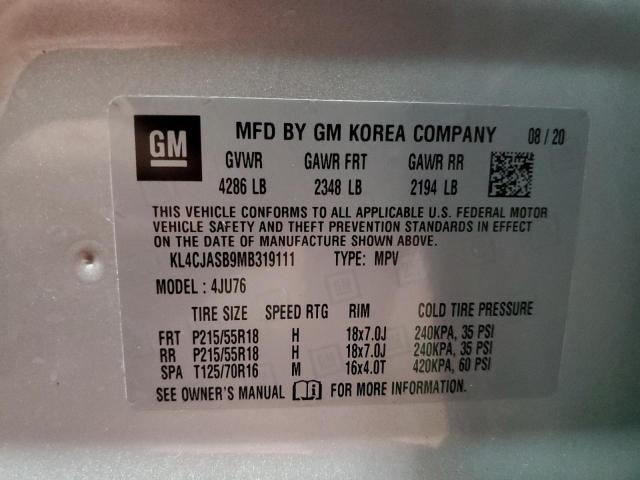 GM MFD BY GM KOREA COMPANY 08 / 20
GVWR GAWR FRT GAWR RR
4286 LB 2348 LB 2194 LB
THIS VEHICLE CONFORMS TO ALL APPLICABLE U.S. FEDERAL MOTOR
VEHICLE SAFETY AND THEFT PREVENTION STANDARDS IN EFFECT
ON THE DATE OF MANUFACTURE SHOWN ABOVE.
KL4CJASB9MB319111 TYPE: MPV
MODEL : 4JU76
TIRE SIZE SPEED RTG RIM COLD TIRE PRESSURE
FRT P215/55R18 H 18x7.0J 240KPA, 35 PSI
RR P215/55R18 H 18x7.0J 240KPA, 35 PSI
SPA T125/70R16 M 16x4.0T 420KPA, 60 PSI
SEE OWNER'S MANUAL FOR MORE INFORMATION.